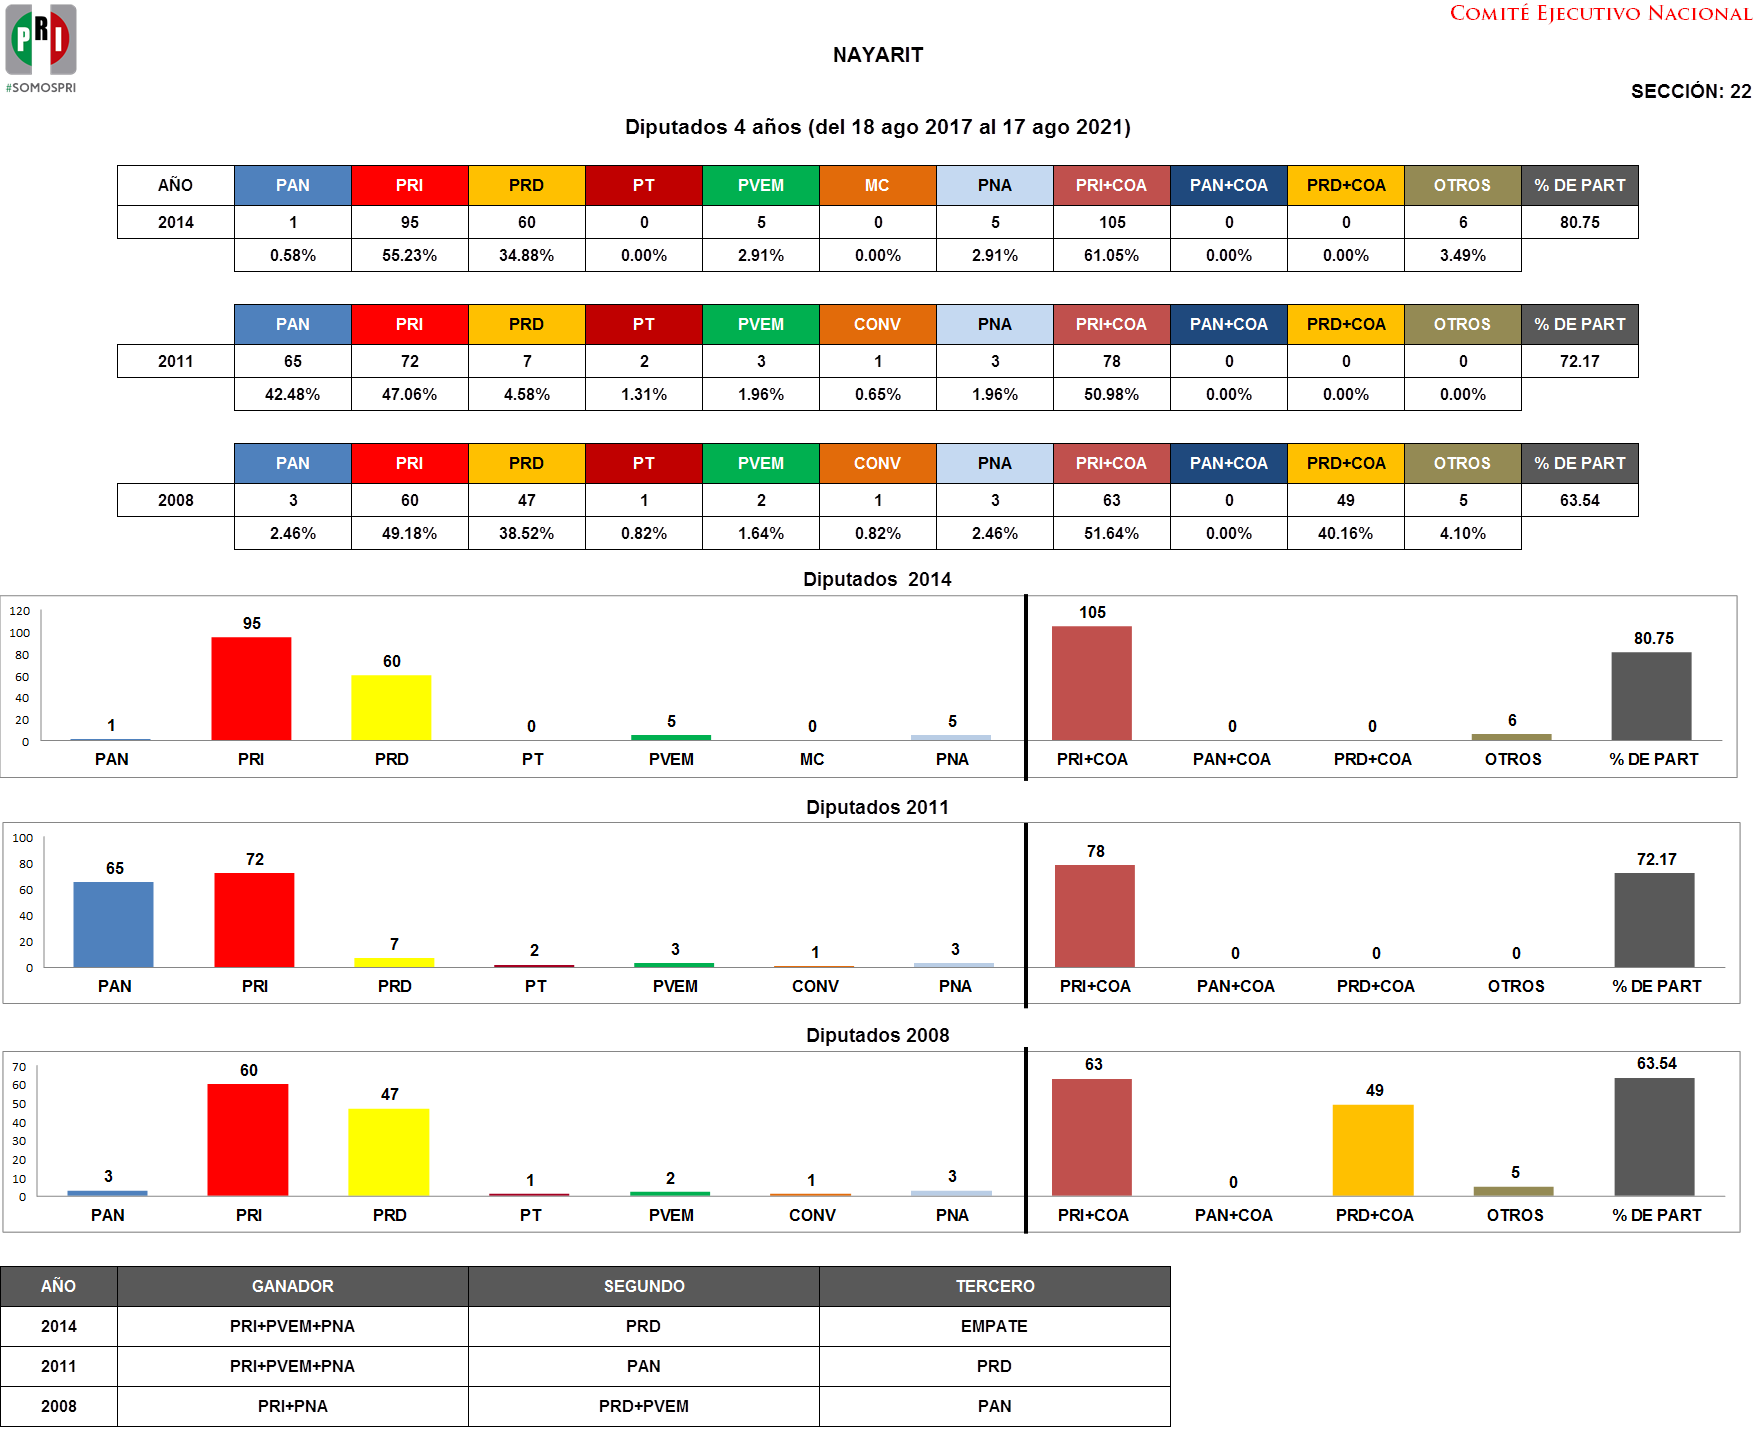 PRI
#SOMOSPRI
COMITÉ EJECUTIVO NACIONAL
NAYARIT
SECCIÓN: 22
Diputados 4 años (del 18 ago 2017 al 17 ago 2021)
AÑO PAN PRI PRD PT PVEM MC PNA PRI+COA PAN+COA PRD+COA OTROS % DE PART
2014 1 95 60 0 5 0 5 105 0 0 6 80.75
0.58% 55.23% 34.88% 0.00% 2.91% 0.00% 2.91% 61.05% 0.00% 0.00% 3.49%
PAN PRI PRD PT PVEM CONV PNA PRI+COA PAN+COA PRD+COA OTROS % DE PART
2011 65 72 7 2 3 1 3 78 0 0 0 72.17
42.48% 47.06% 4.58% 1.31% 1.96% 0.65% 1.96% 50.98% 0.00% 0.00% 0.00%
PAN PRI PRD PT PVEM CONV PNA PRI+COA PAN+COA PRD+COA OTROS % DE PART
2008 3 60 47 1 2 1 3 63 0 49 5 63.54
2.46% 49.18% 38.52% 0.82% 1.64% 0.82% 2.46% 51.64% 0.00% 40.16% 4.10%
Diputados 2014
120
100
80
60
40
20
0
1 95 60 0 5 0 5 105 0 0 6 80.75
PAN PRI PRD PT PVEM MC PNA PRI+COA PAN+COA PRD+COA OTROS % DE PART
Diputados 2011
100
80
60
40
20
0
65 72 7 2 3 1 3 78 0 0 0 72.17
PAN PRI PRD PT PVEM CONV PNA PRI+COA PAN+COA PRD+COA OTROS % DE PART
Diputados 2008
70
60
50
40
30
20
10
0
3 60 47 1 2 1 3 63 0 49 5 63.54
PAN PRI PRD PT PVEM CONV PNA PRI+COA PAN+COA PRD+COA OTROS % DE PART
AÑO GANADOR SEGUNDO TERCERO
2014 PRI+PVEM+PNA PRD EMPATE
2011 PRI+PVEM+PNA PAN PRD
2008 PRI+PNA PRD+PVEM PAN